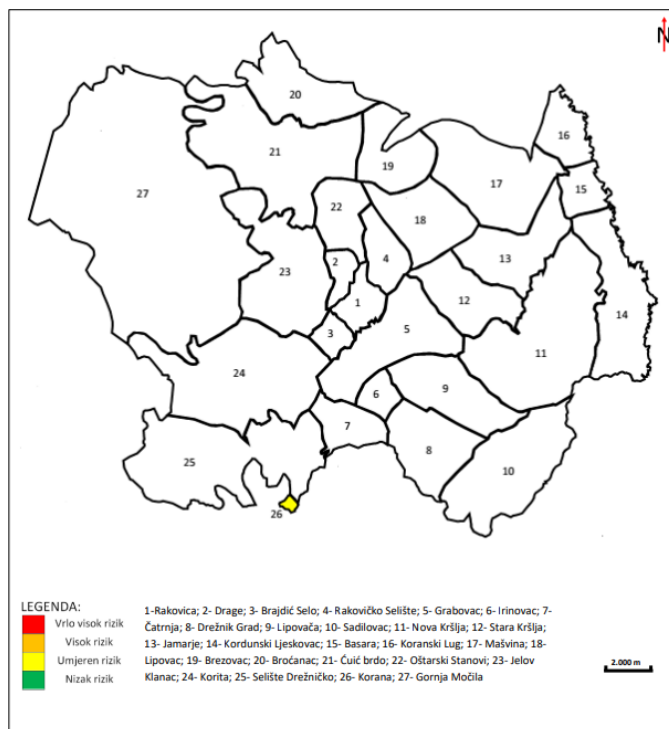 N
20
16
19
21
17
15
27
22
18
2
4
13
23
1
12
3
5
14
11
24
6
9
7
25
8
10
26
LEGENDA:
Vrlo visok rizik
Visok rizik
Umjeren rizik
Nizak rizik
1-Rakovica; 2- Drage; 3- Brajdić Selo; 4- Rakovičko Selište; 5- Grabovac; 6- Irinovac; 7-
Čatrnja; 8- Drežnik Grad; 9- Lipovača; 10- Sadilovac; 11- Nova Kršlja; 12- Stara Kršlja;
13- Jamarje; 14- Kordunski Ljeskovac; 15- Basara; 16- Koranski Lug; 17- Mašvina; 18-
Lipovac; 19- Brezovac; 20- Broćanac; 21- Ćuić brdo; 22- Oštarski Stanovi; 23- Jelov
Klanac; 24- Korita; 25- Selište Drežničko; 26- Korana; 27- Gornja Močila
2.000 m